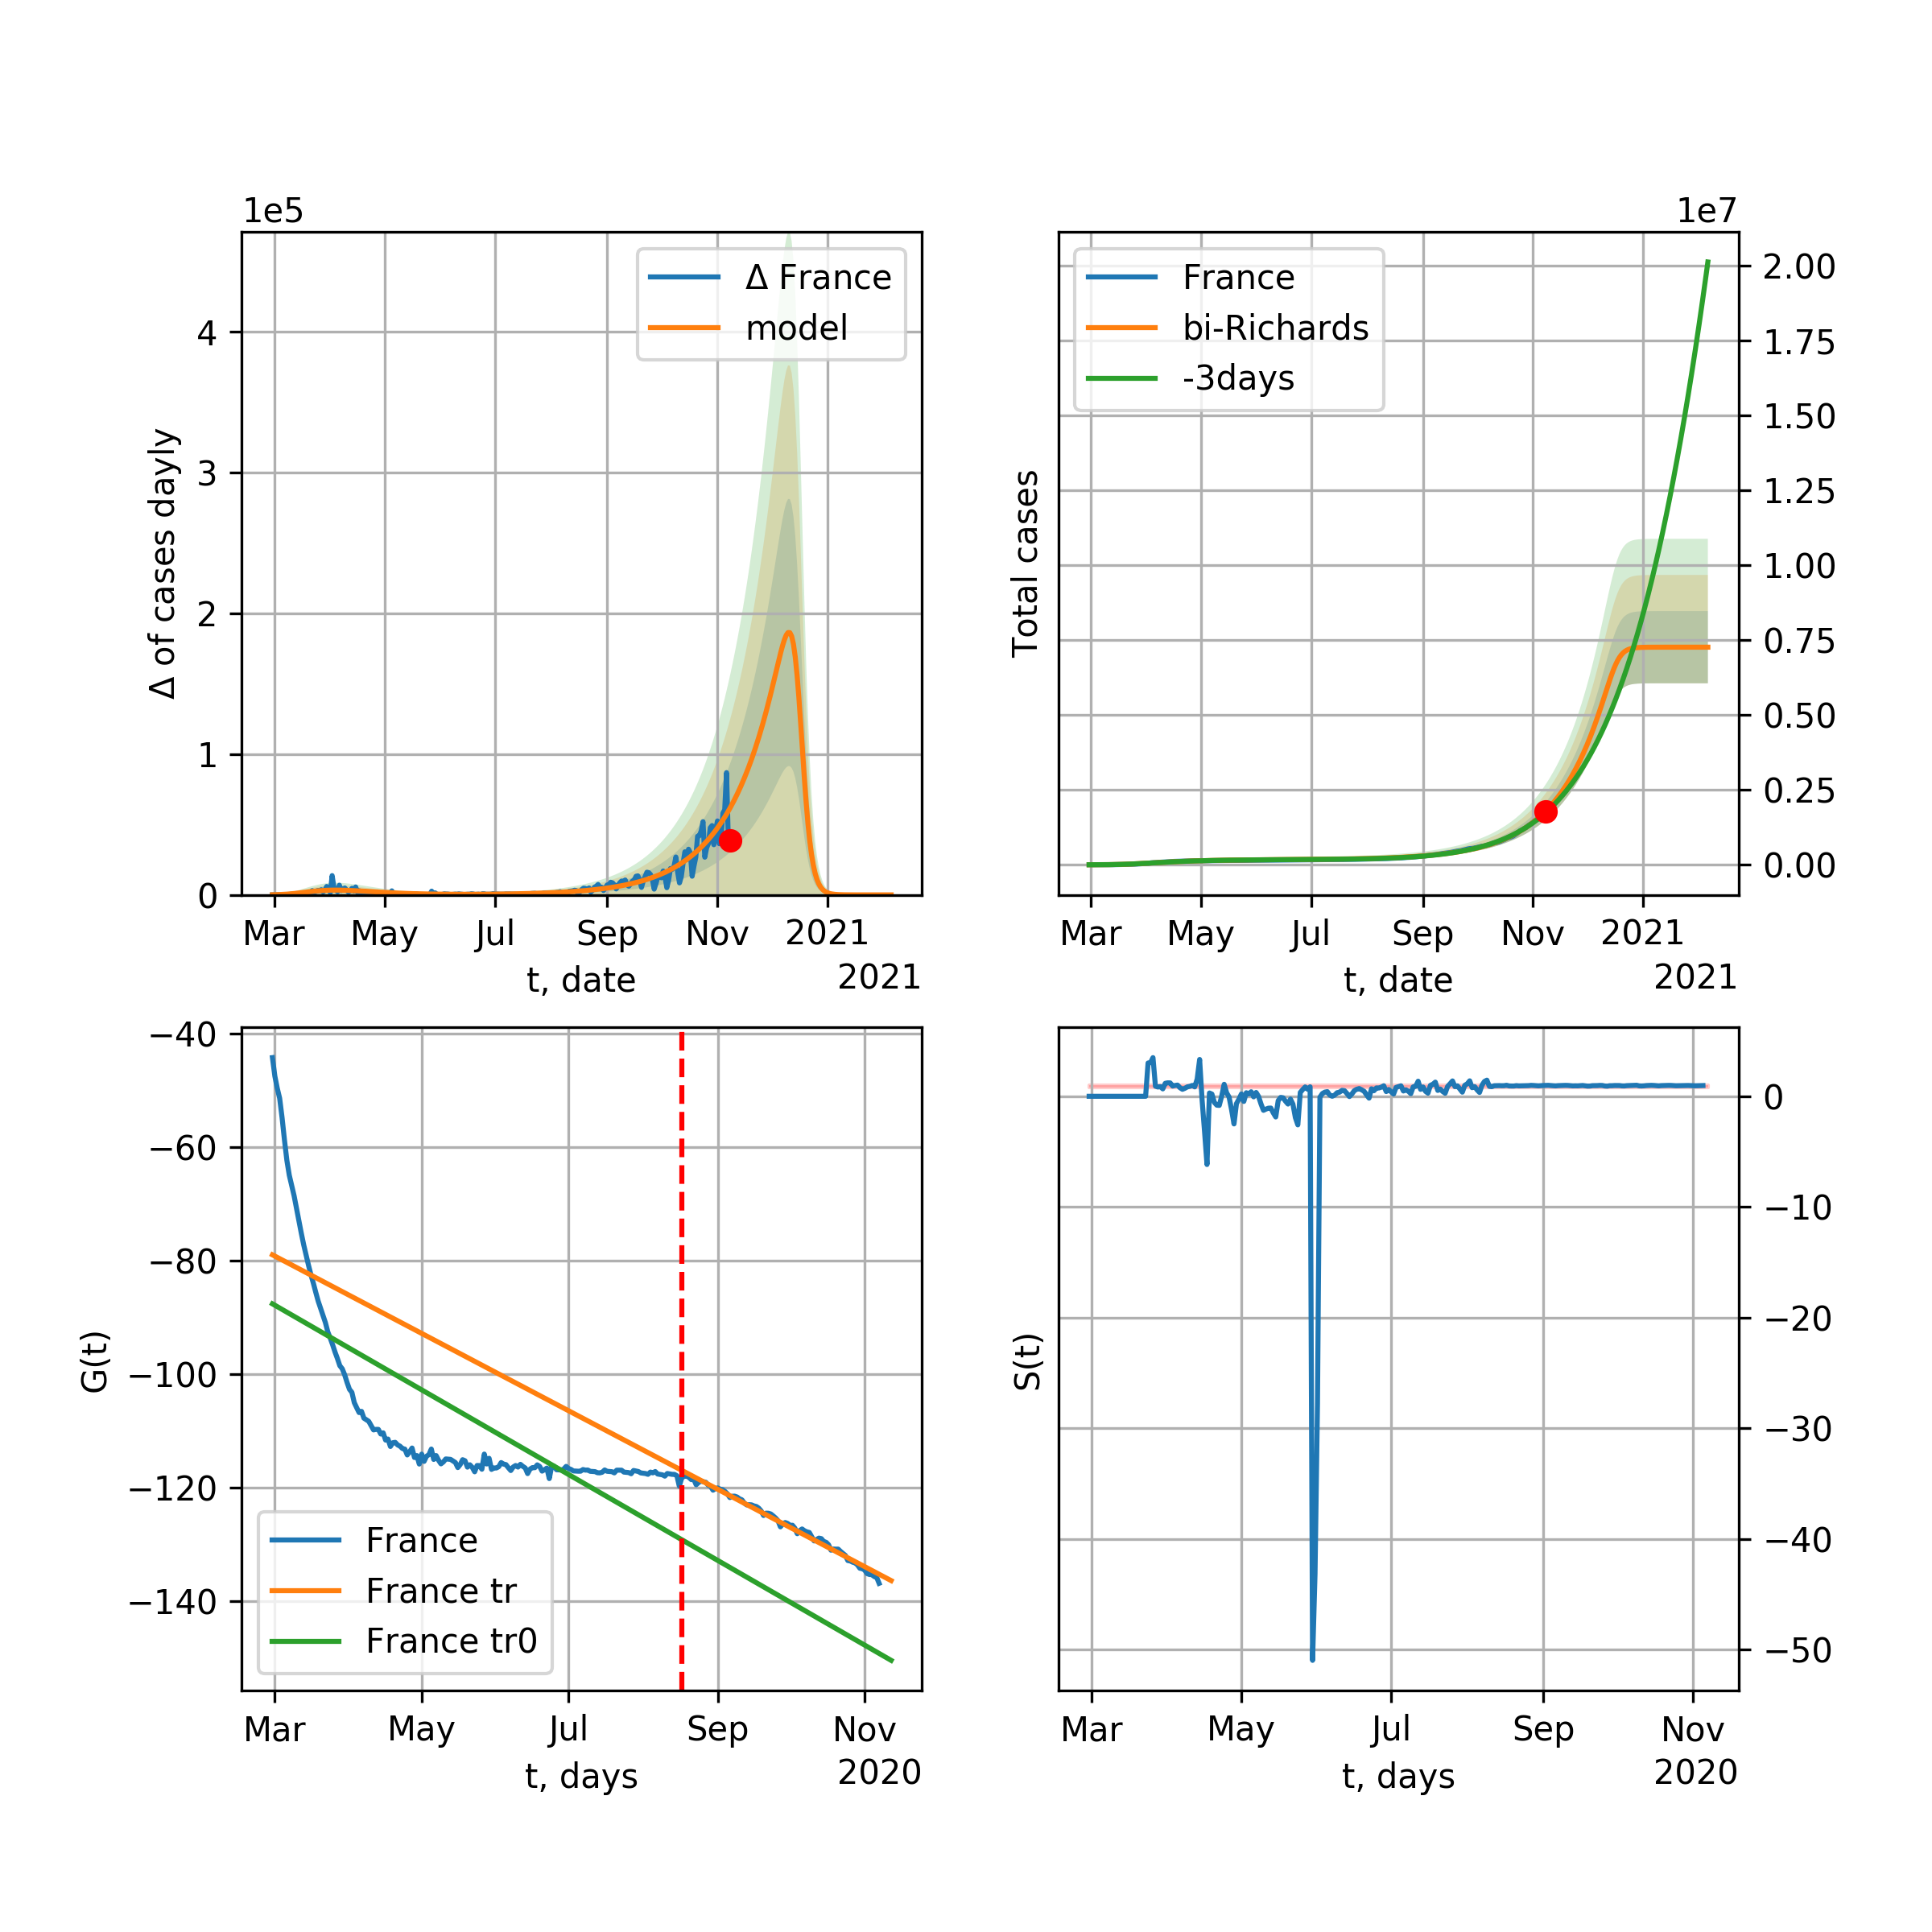 1e5
Δ of cases dayly
4
3
2
1
0
Δ France
model
Mar May Jul Sep Nov 2021
t, date
2021
1e7
Total cases
France
bi-Richards
-3days
2.00
1.75
1.50
1.25
1.00
0.75
0.50
0.25
0.00
Mar May Jul Sep Nov 2021
t, date
2021
G(t)
−40
−60
−80
−100
−120
−140
France
France tr
France tr0
Mar May Jul Sep Nov
t, days
2020
S(t)
0
−10
−20
−30
−40
−50
Mar May Jul Sep Nov
t, days
2020